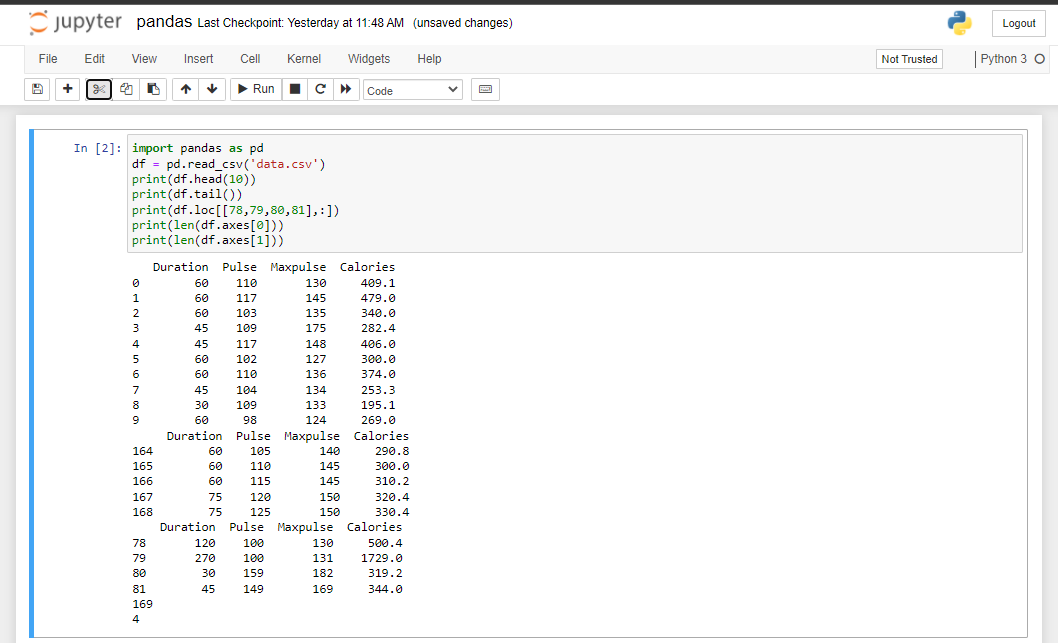 jupyter pandas Last Checkpoint: Yesterday at 11:48 AM (unsaved changes) Logout
File Edit View Insert Cell Kernel Widgets Help Not Trusted Python 3
Run Code
In [2]: import pandas as pd
df = pd.read_csv('data.csv')
print(df.head(10))
print(df.tail())
print(df.loc[[78,79,80,81],:])
print(len(df.axes[0]))
print(len(df.axes[1]))
Duration Pulse Maxpulse Calories
0 60 110 130 409.1
1 60 117 145 479.0
2 60 103 135 340.0
3 45 109 175 282.4
4 45 117 148 406.0
5 60 102 127 300.0
6 60 110 136 374.0
7 45 104 134 253.3
8 30 109 133 195.1
9 60 98 124 269.0
Duration Pulse Maxpulse Calories
164 60 105 140 290.8
165 60 110 145 300.0
166 60 115 145 310.2
167 75 120 150 320.4
168 75 125 150 330.4
Duration Pulse Maxpulse Calories
78 120 100 130 500.4
79 270 100 131 1729.0
80 30 159 182 319.2
81 45 149 169 344.0
169
4